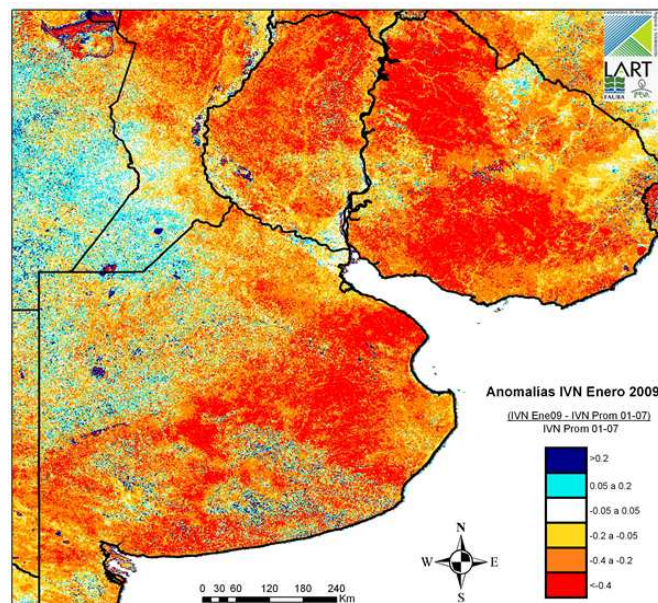 LART
FAUBA
Anomalías IVN Enero 2009
(IVN Ene09 - IVN Prom 01-07)
IVN Prom 01-07
>0.2
0.05 a 0.2
-0.05 a 0.05
-0.2 a -0.05
-0.4 a -0.2
<-0.4
N
W E
S
0 30 60 120 180 240
Km